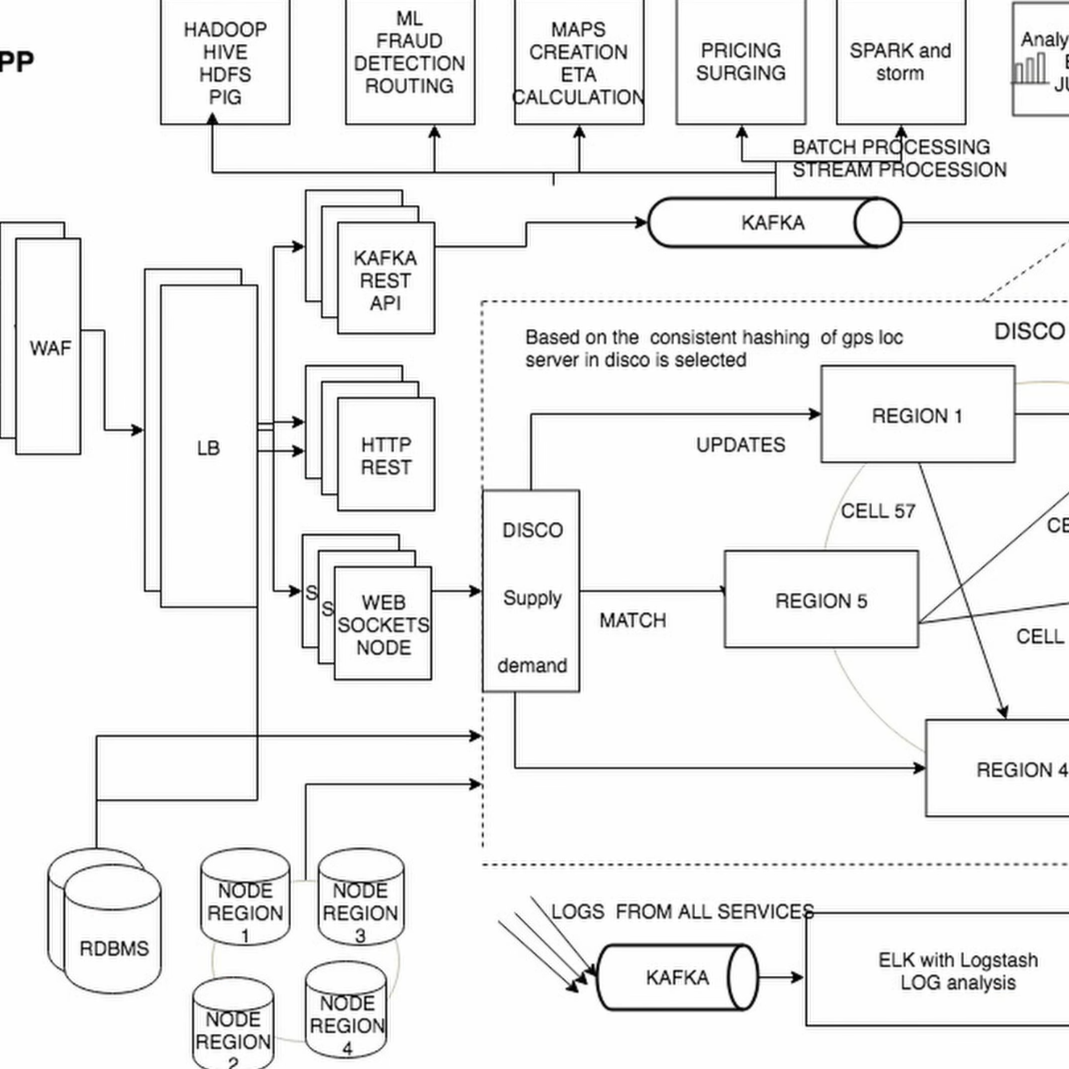 PP
HADOOP
HIVE
HDFS
PIG
ML
FRAUD
DETECTION
ROUTING
MAPS
CREATION
ETA
CALCULATION
PRICING
SURGING
SPARK and
storm
Analy
E
JU
BATCH PROCESSING
STREAM PROCESSION
KAFKA
KAFKA
REST
API
WAF
LB
HTTP
REST
S
S
WEB
SOCKETS
NODE
Based on the consistent hashing of gps loc
server in disco is selected
DISCO
REGION 1
UPDATES
CELL 57
CE
DISCO
Supply
demand
MATCH
REGION 5
CELL
REGION 4
RDBMS
NODE
REGION
1
NODE
REGION
3
NODE
REGION
2
NODE
REGION
4
LOGS FROM ALL SERVICES
KAFKA
ELK with Logstash
LOG analysis